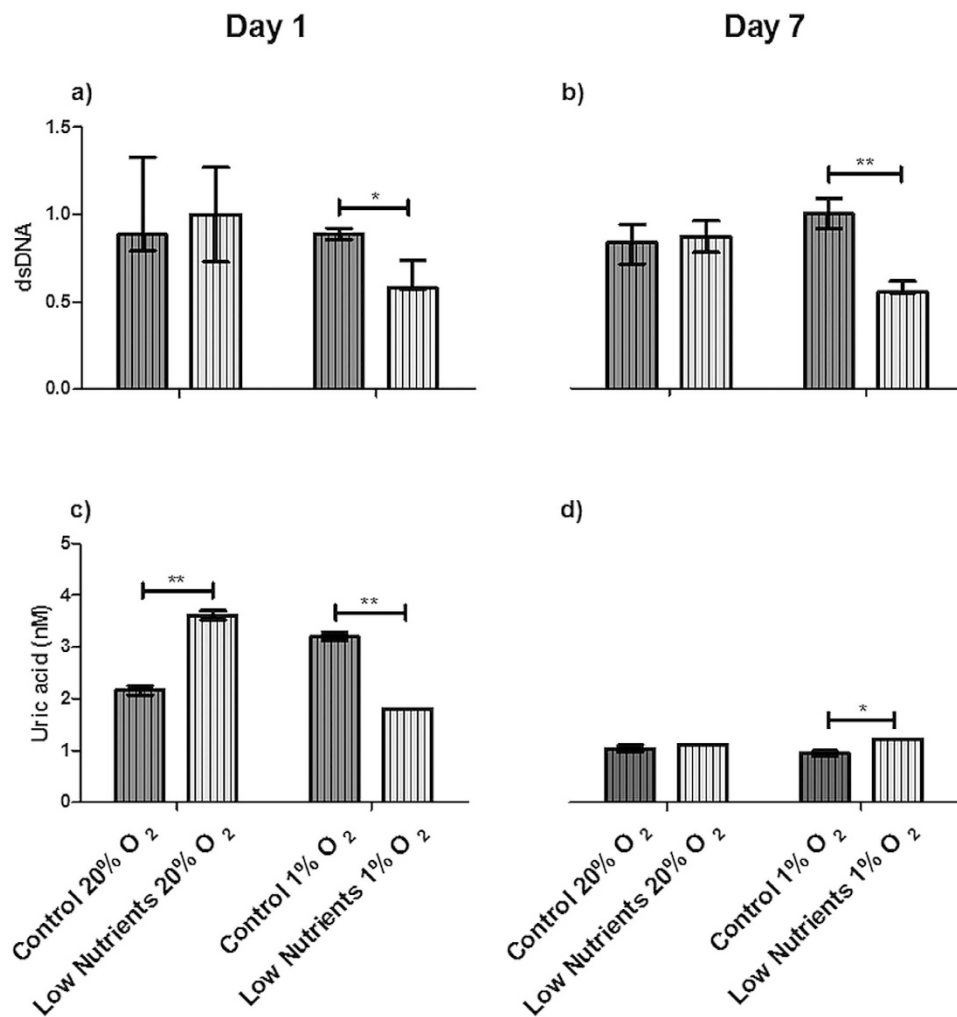 Day 1
Day 7
a)
b)
dsDNA
1.5
1.0
0.5
0.0
*
**
c)
d)
Uric acid (nM)
5
4
3
2
1
0
**
**
*
Control 20% O 2
Low Nutrients 20% O 2
Control 1% O 2
Low Nutrients 1% O 2
Control 20% O 2
Low Nutrients 20% O 2
Control 1% O 2
Low Nutrients 1% O 2